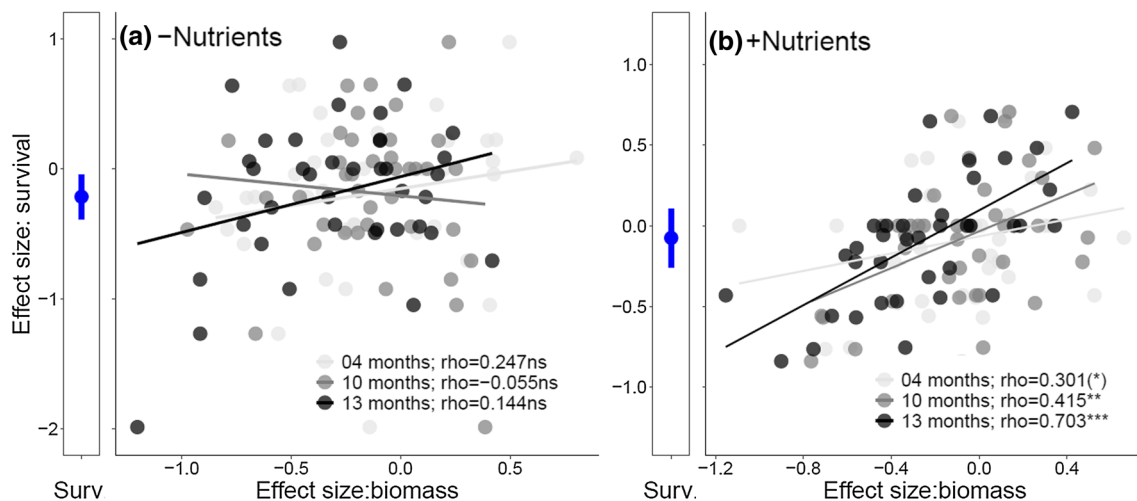 (a) −Nutrients
Effect size: survival
1
0
−1
−2
04 months; rho=0.247ns
10 months; rho=−0.055ns
13 months; rho=0.144ns
−1.0 −0.5 0.0 0.5
Surv. Effect size:biomass
(b) +Nutrients
1.0
0.5
0.0
−0.5
−1.0
04 months; rho=0.301(*)
10 months; rho=0.415**
13 months; rho=0.703***
−1.2 −0.8 −0.4 0.0 0.4
Surv. Effect size:biomass